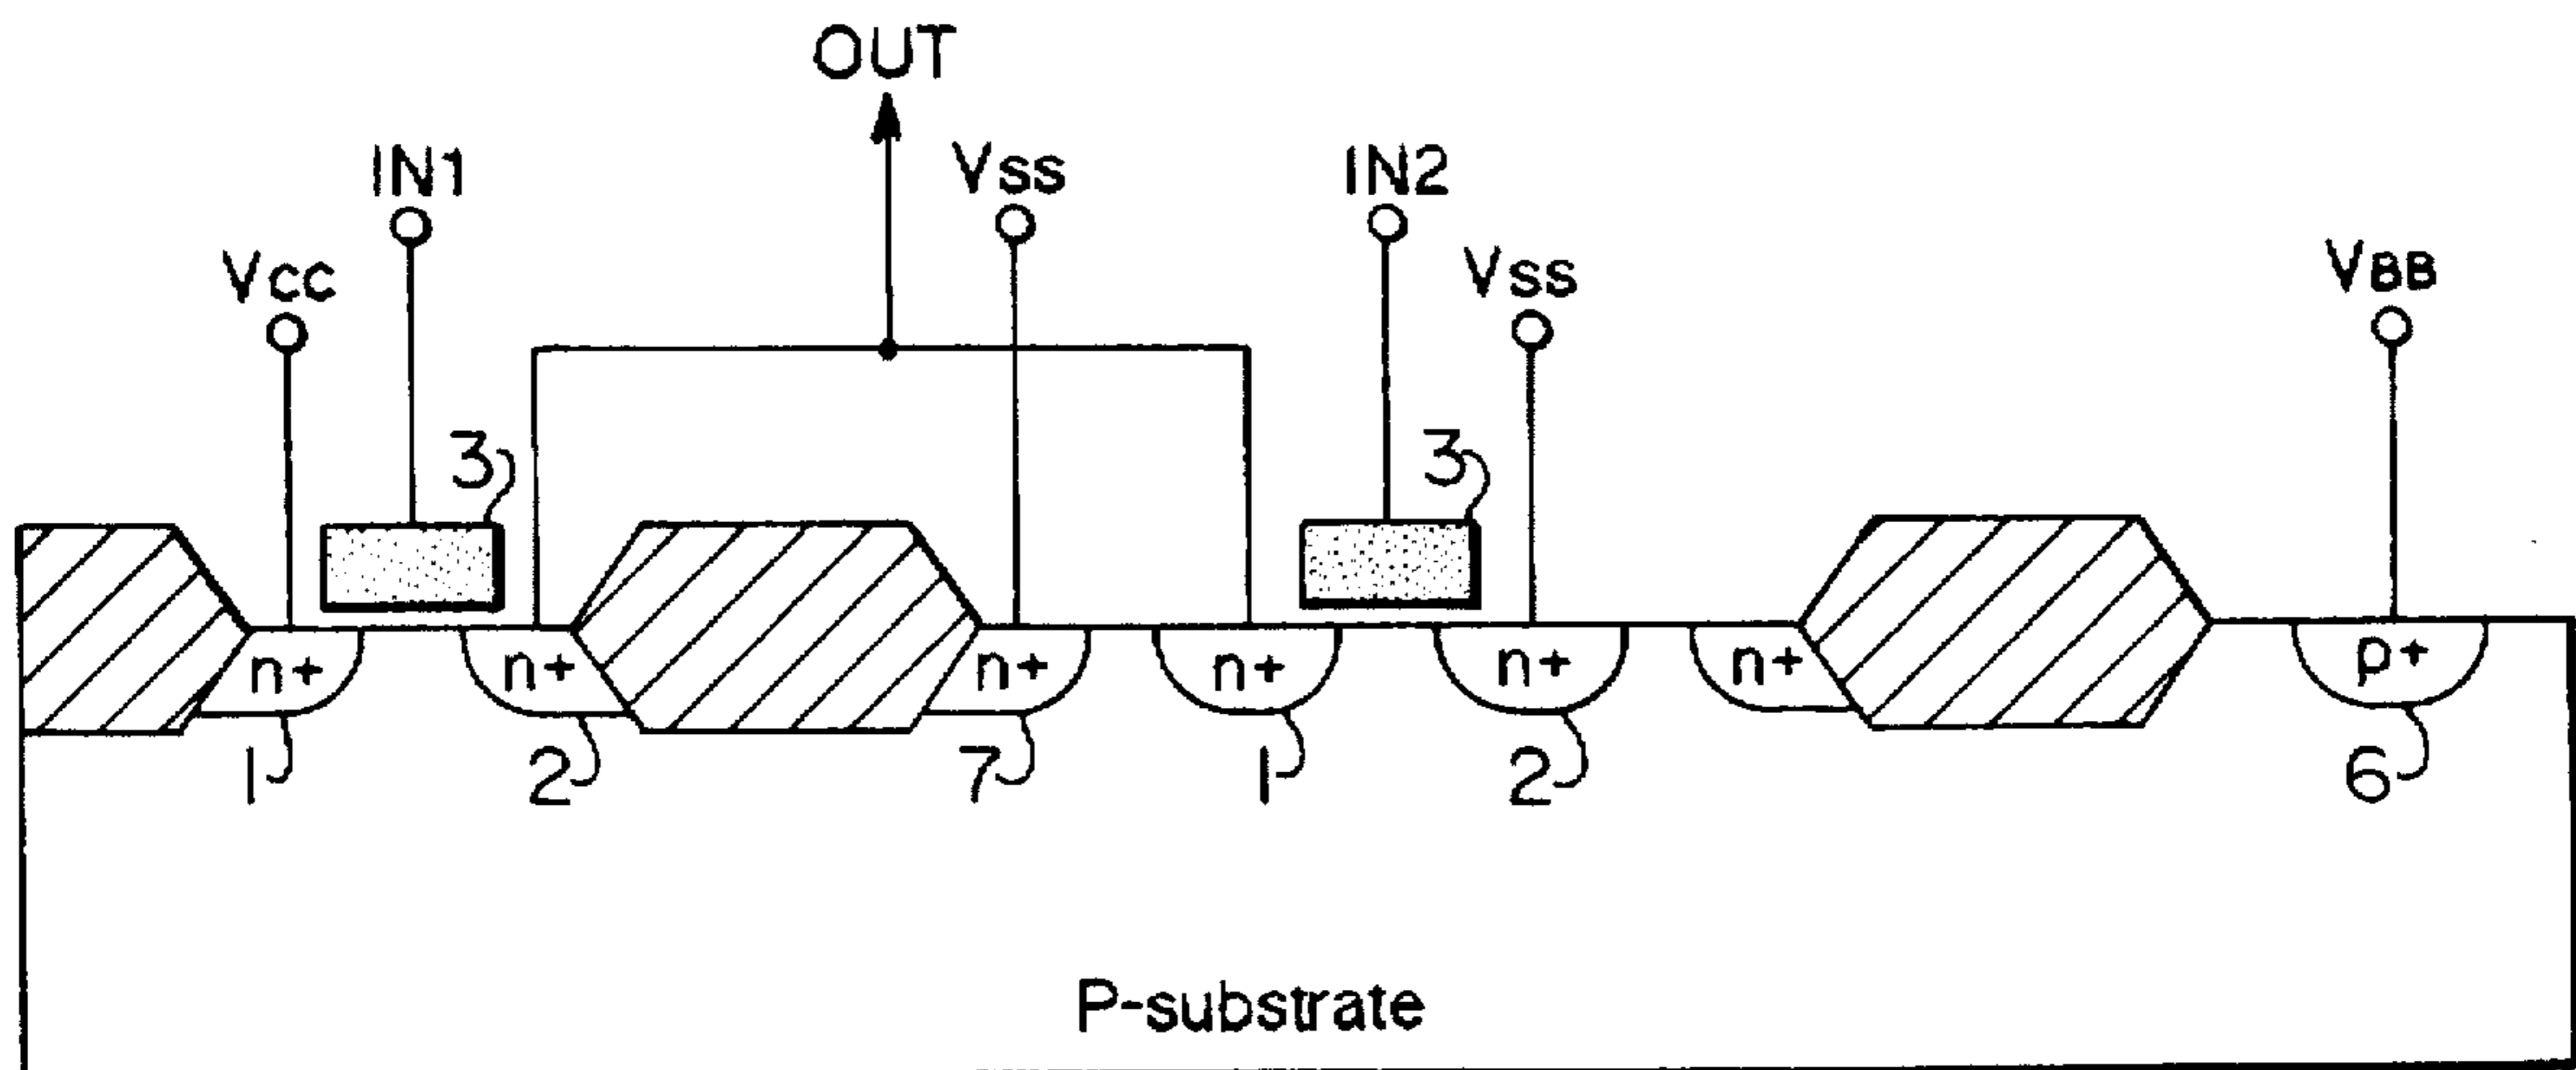 OUT
IN1
Vss
IN2
Vcc
Vss
VBB
3
3
n+
n+
n+
n+
n+
n+
p+
1
2
7
1
2
6
P-substrate